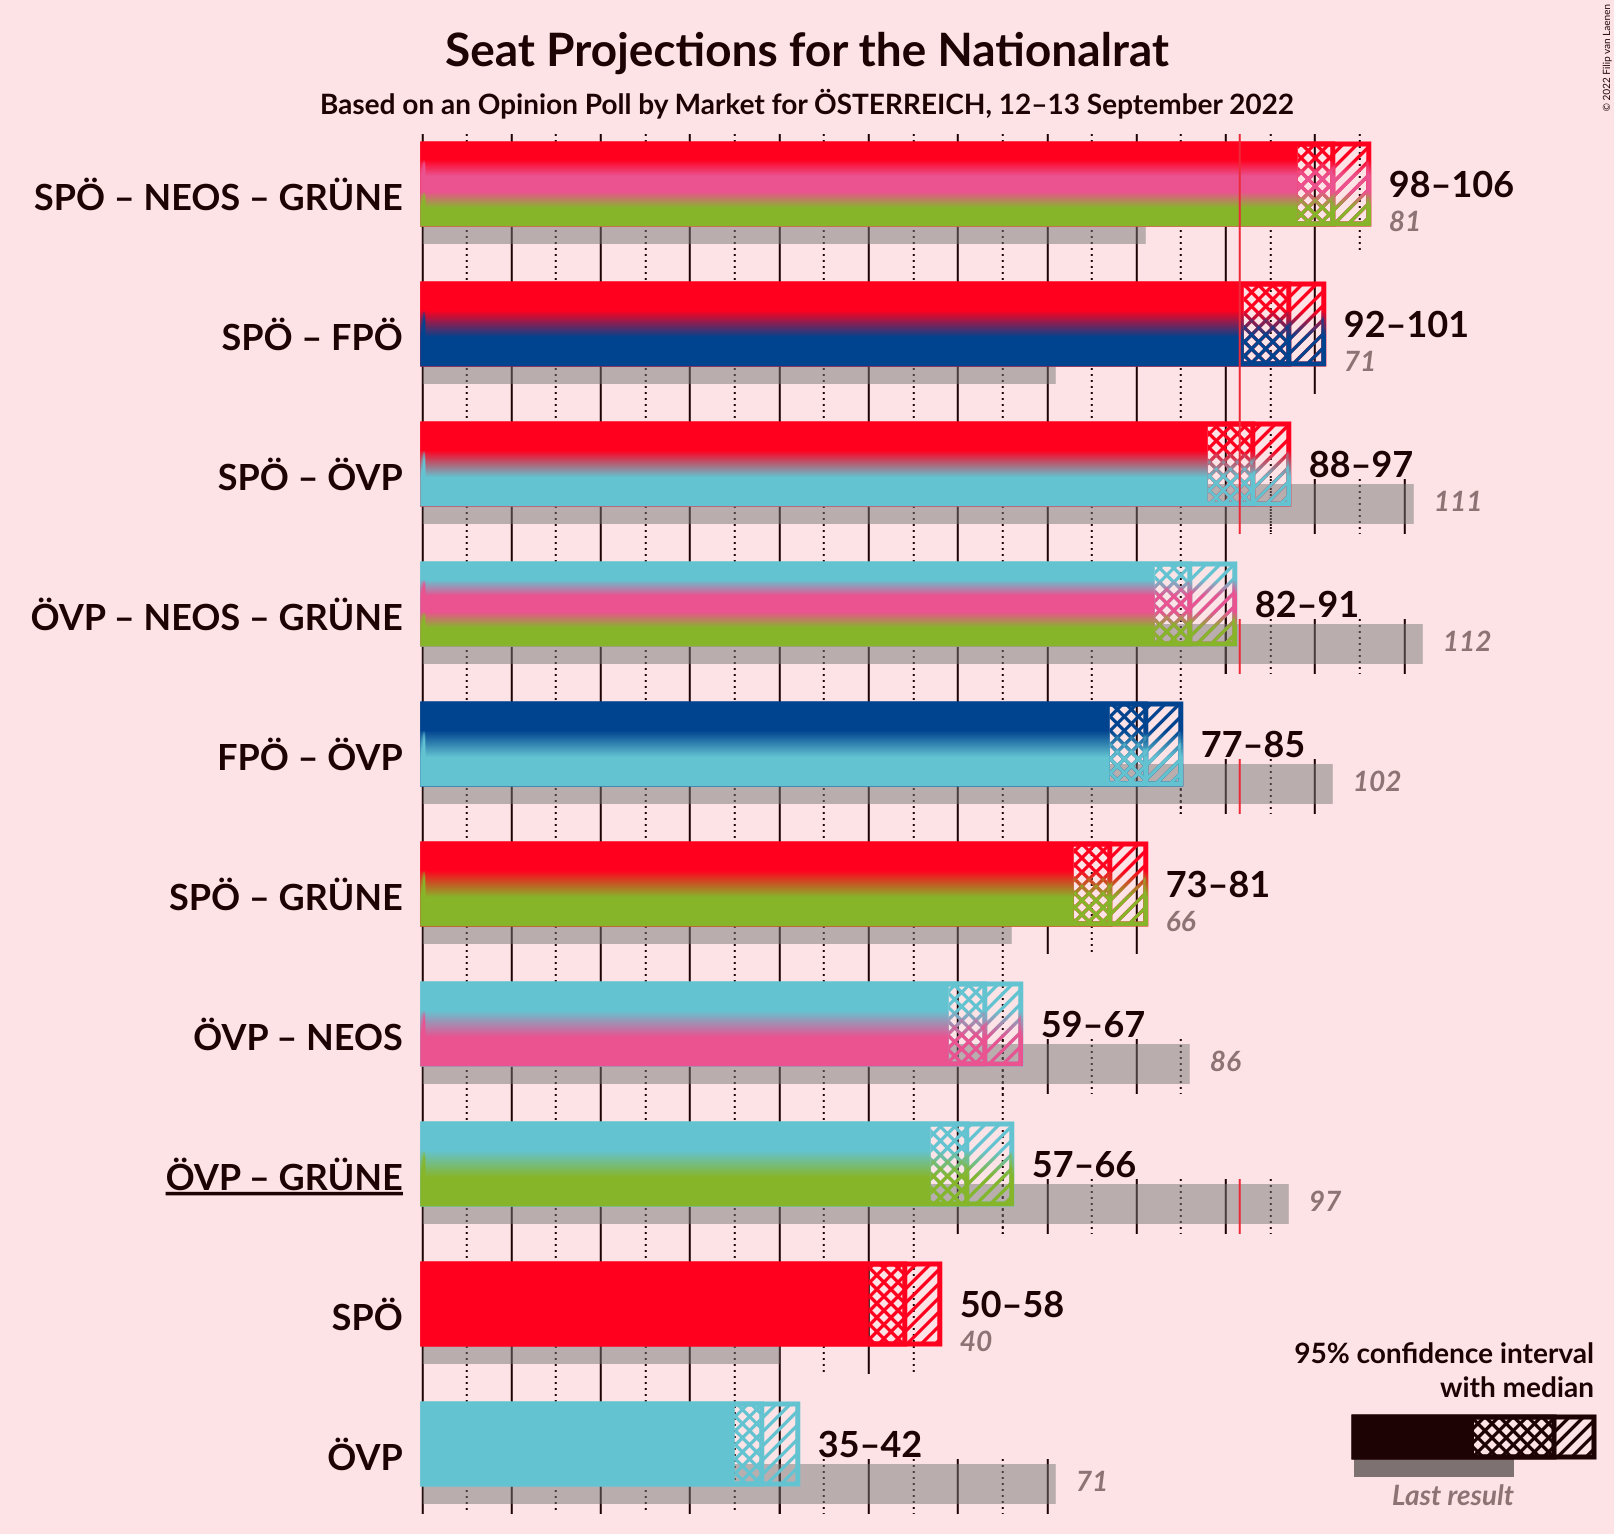 Seat Projections for the Nationalrat
Based on an Opinion Poll by Market for ÖSTERREICH, 12–13 September 2022
© 2022 Filip van Laenen
SPÖ – NEOS – GRÜNE
98–106
81
SPÖ – FPÖ
92–101
71
SPÖ – ÖVP
88–97
111
ÖVP – NEOS – GRÜNE
82–91
112
FPÖ – ÖVP
77–85
102
SPÖ – GRÜNE
73–81
66
ÖVP – NEOS
59–67
86
ÖVP – GRÜNE
57–66
97
SPÖ
50–58
40
ÖVP
35–42
71
95% confidence interval
with median
Last result